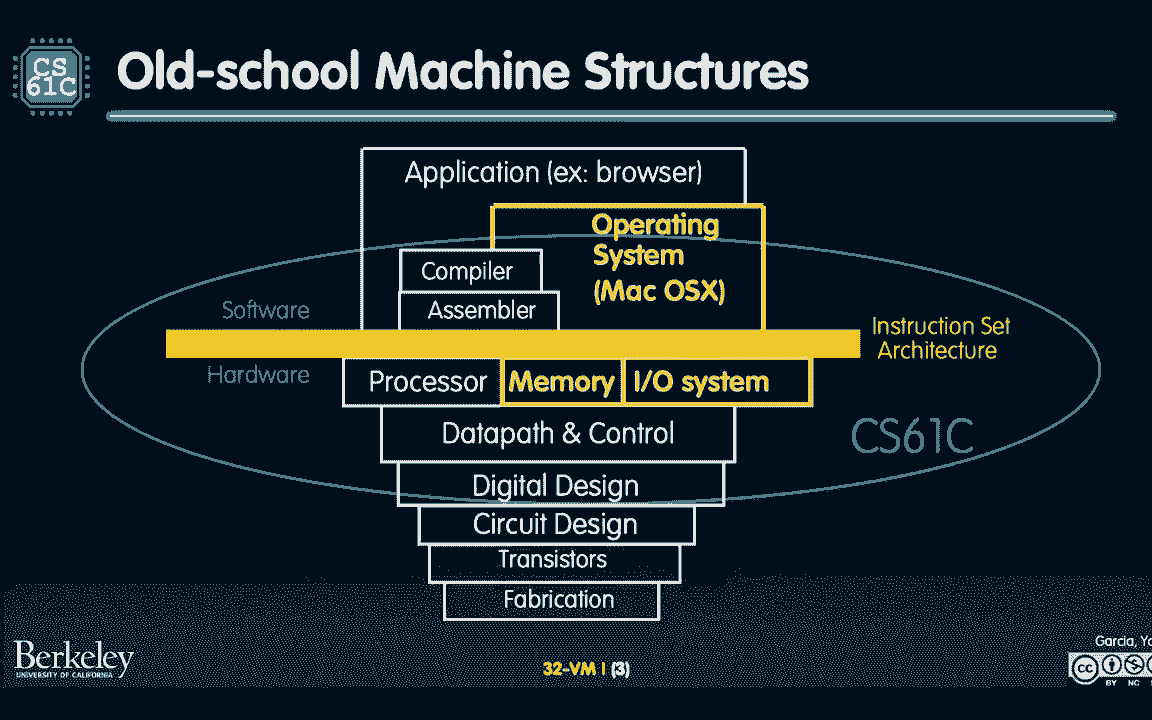 CS
61C
Old-school Machine Structures
Application (ex: browser)
Operating
System
(Mac OSX)
Compiler
Assembler
Software
Instruction Set
Architecture
Hardware
Processor
Memory
I/O system
Datapath & Control
CS61C
Digital Design
Circuit Design
Transistors
Fabrication
Berkeley
UNIVERSITY OF CALIFORNIA
32-VM I (3)
Garcia,
cc
BY NC